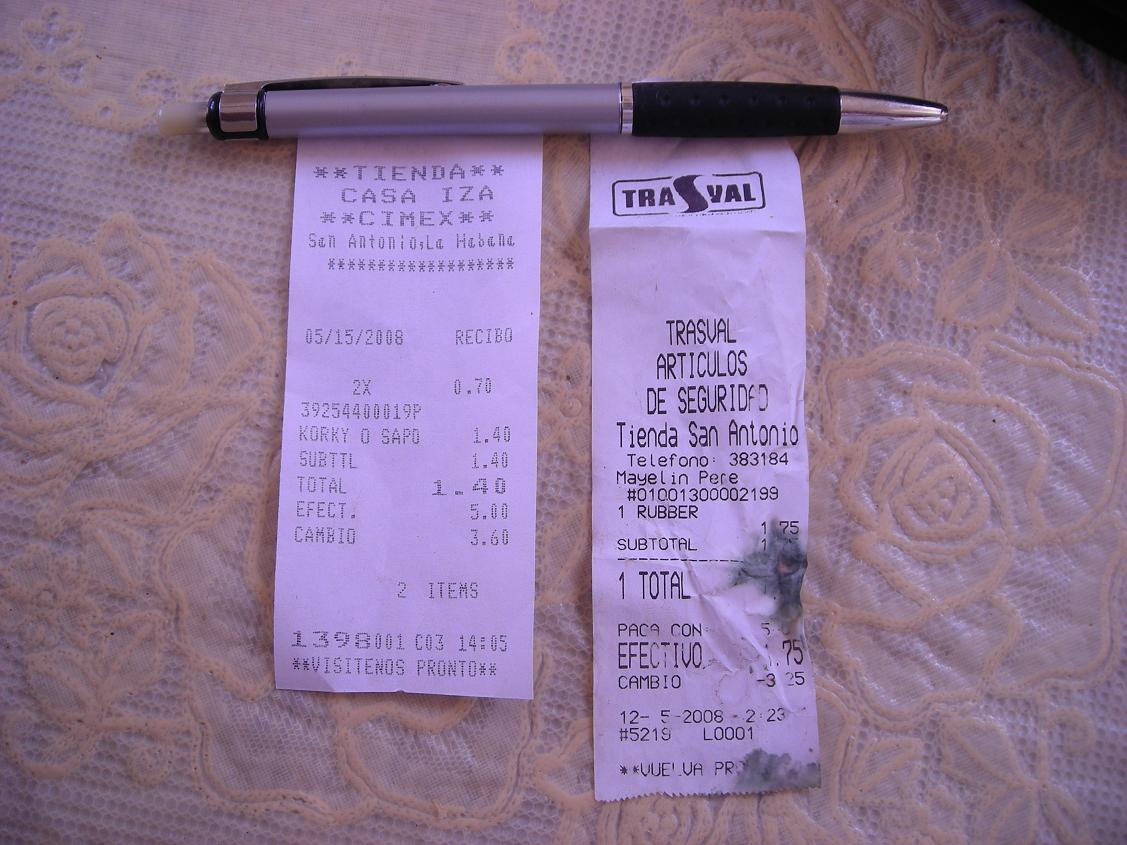 **TIENDA**
CASA IZA
**CIMEX**
San Antonio,La Habana
******************
05/15/2008 RECIBO
2X 0.70
39254400019P
KORKY O SAPO 1.40
SUBTTL 1.40
TOTAL 1.40
EFECT. 5.00
CAMBIO 3.60
2 ITEMS
1398001 C03 14:05
**VISITENOS PRONTO**
TRASVAL
TRASVAL
ARTICULOS
DE SEGURIDAD
Tienda San Antonio
Telefono: 383184
Mayelin Pere
#01001300002199
1 RUBBER
1.75
SUBTOTAL
1 TOTAL
PAGA CON
EFECTIVO
CAMBIO -3.25
12- 5-2008 2:23
#5219 L0001
**VUELVA